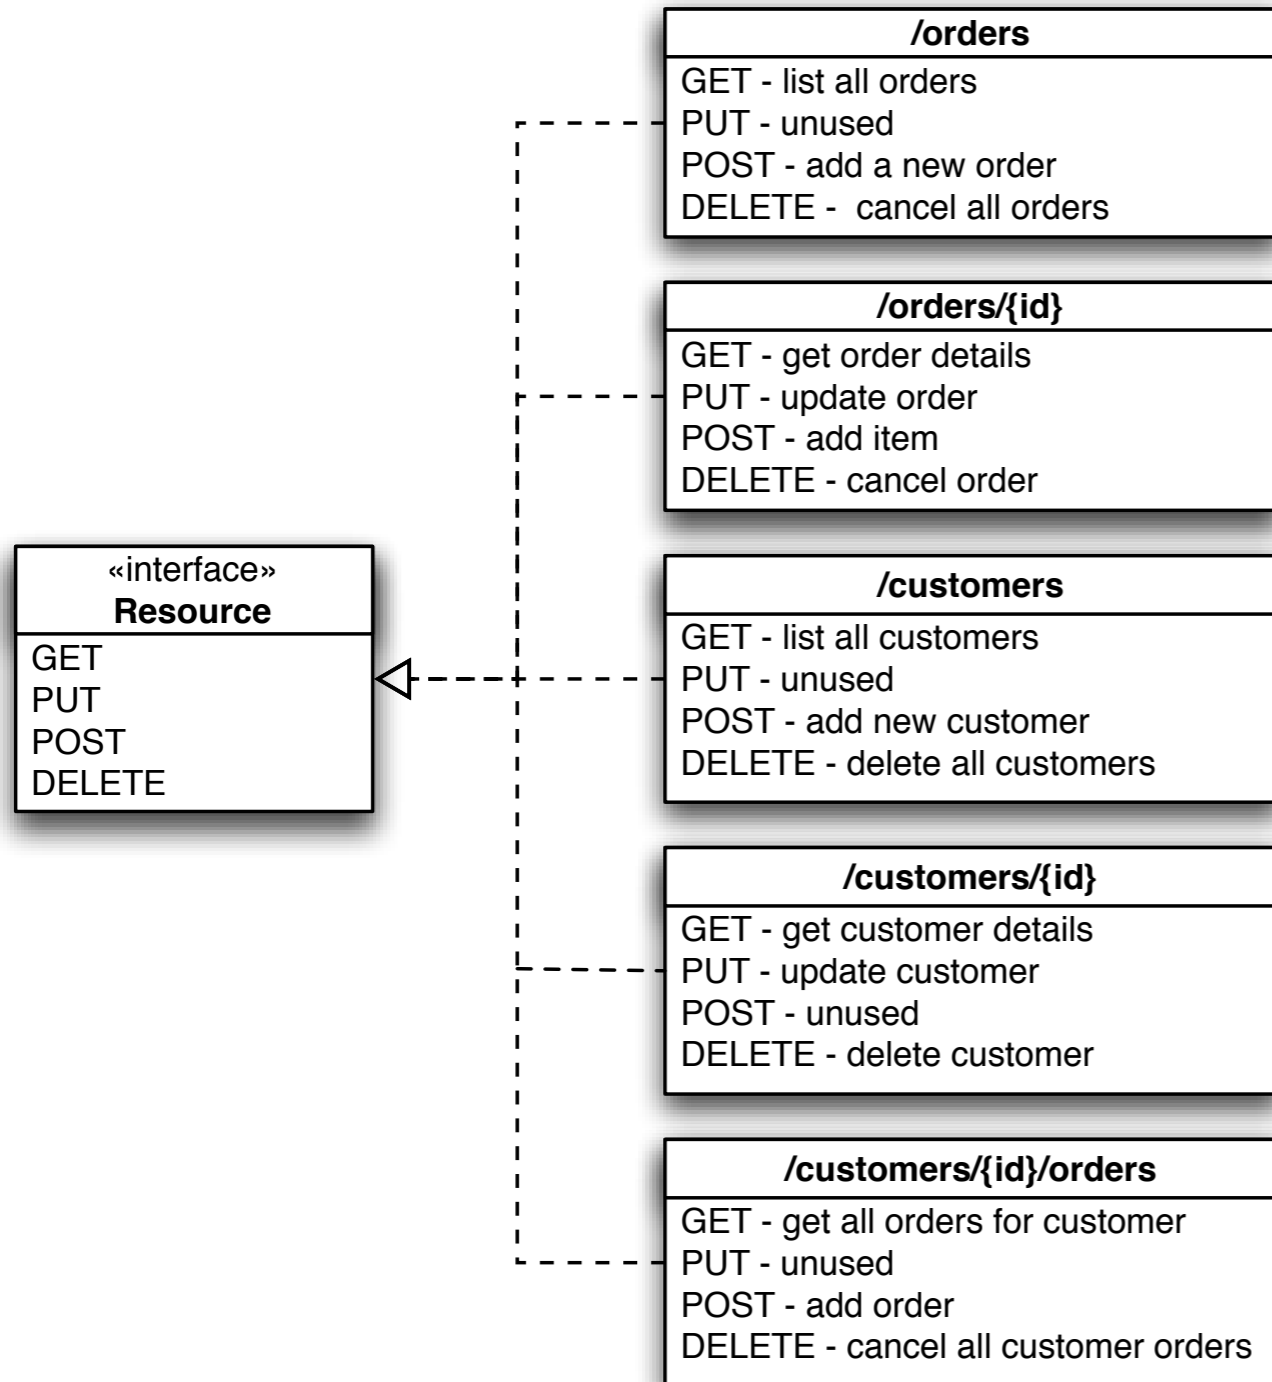 /orders
GET - list all orders
PUT - unused
POST - add a new order
DELETE -  cancel all orders
/orders/{id}
GET - get order details
PUT - update order
POST - add item
DELETE - cancel order
«interface»
Resource
GET
PUT
POST
DELETE
/customers
GET - list all customers
PUT - unused
POST - add new customer
DELETE - delete all customers
/customers/{id}
GET - get customer details
PUT - update customer
POST - unused
DELETE - delete customer
/customers/{id}/orders
GET - get all orders for customer
PUT - unused
POST - add order
DELETE - cancel all customer orders